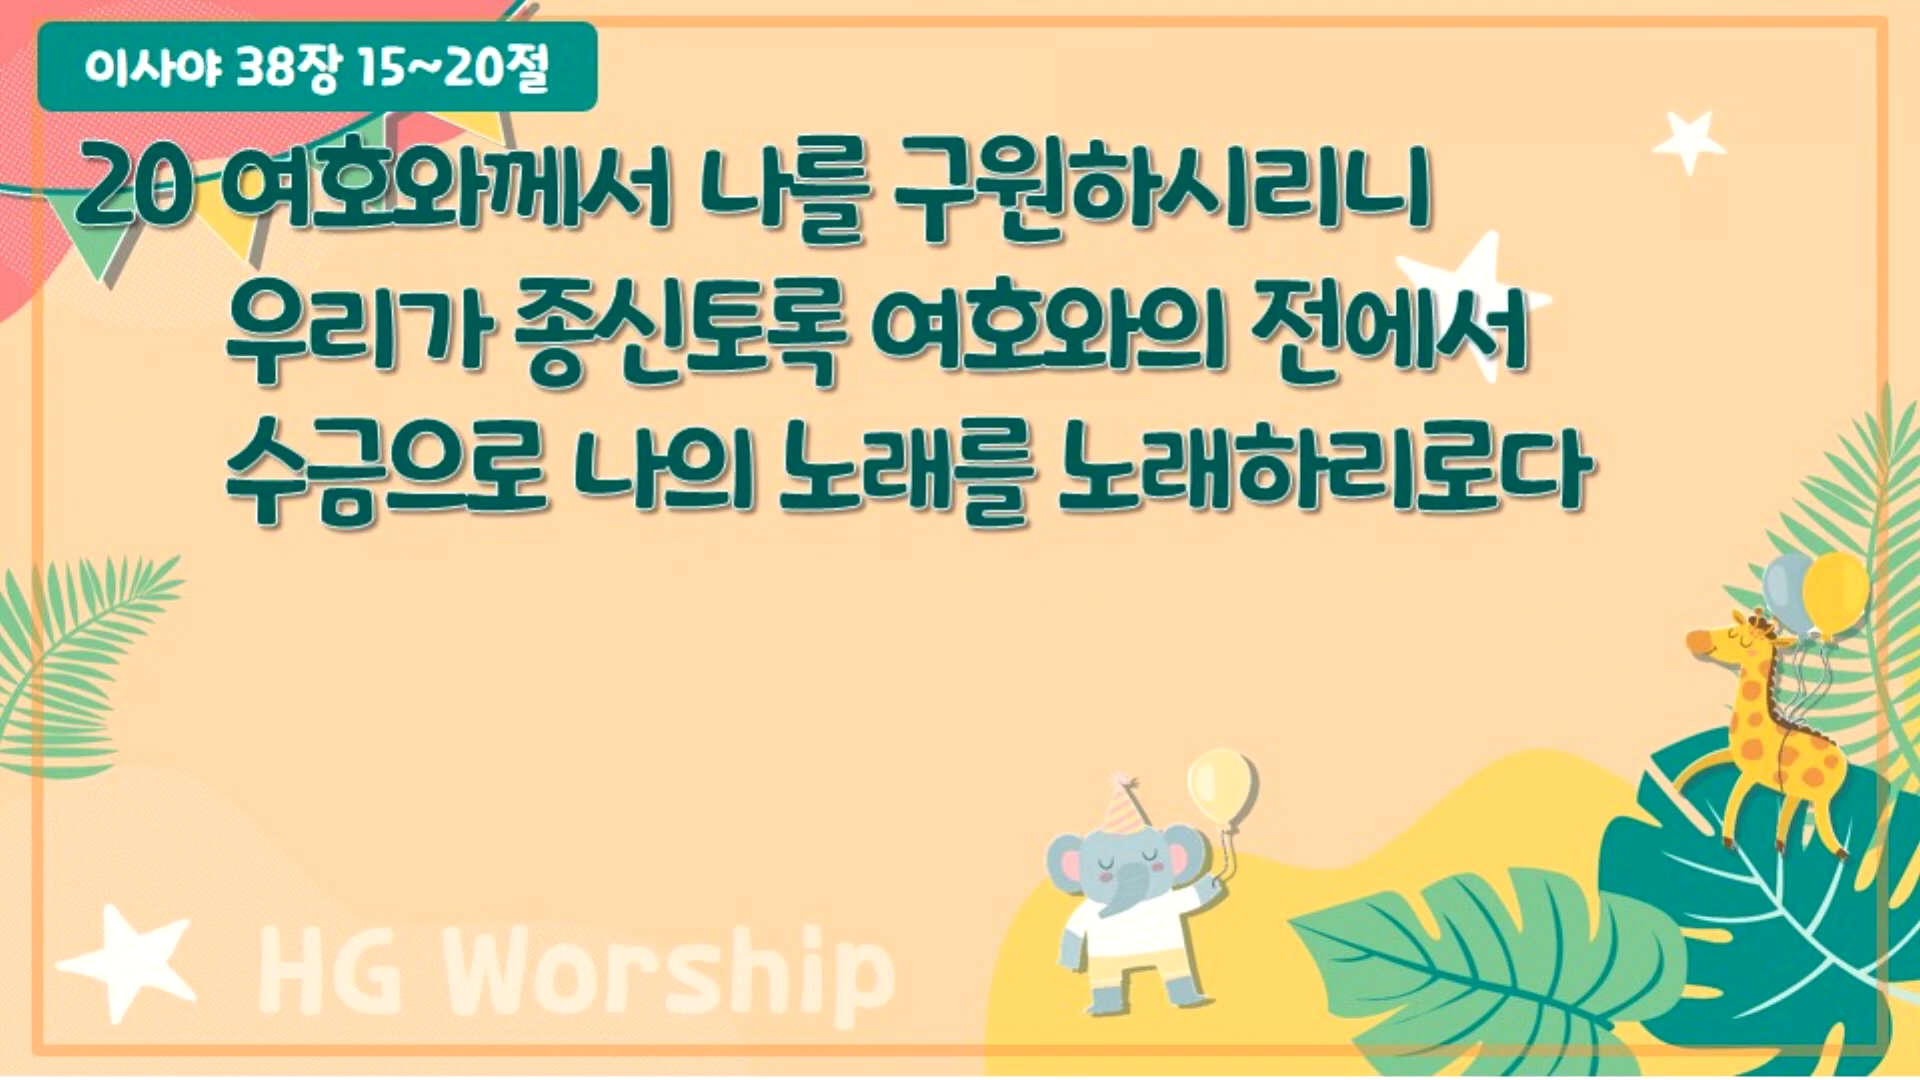 이사야 38장 15~20절
20 여호와께서 나를 구원하시리니
우리가 종신토록 여호와의 전에서
수금으로 나의 노래를 노래하리로다
HG Worship